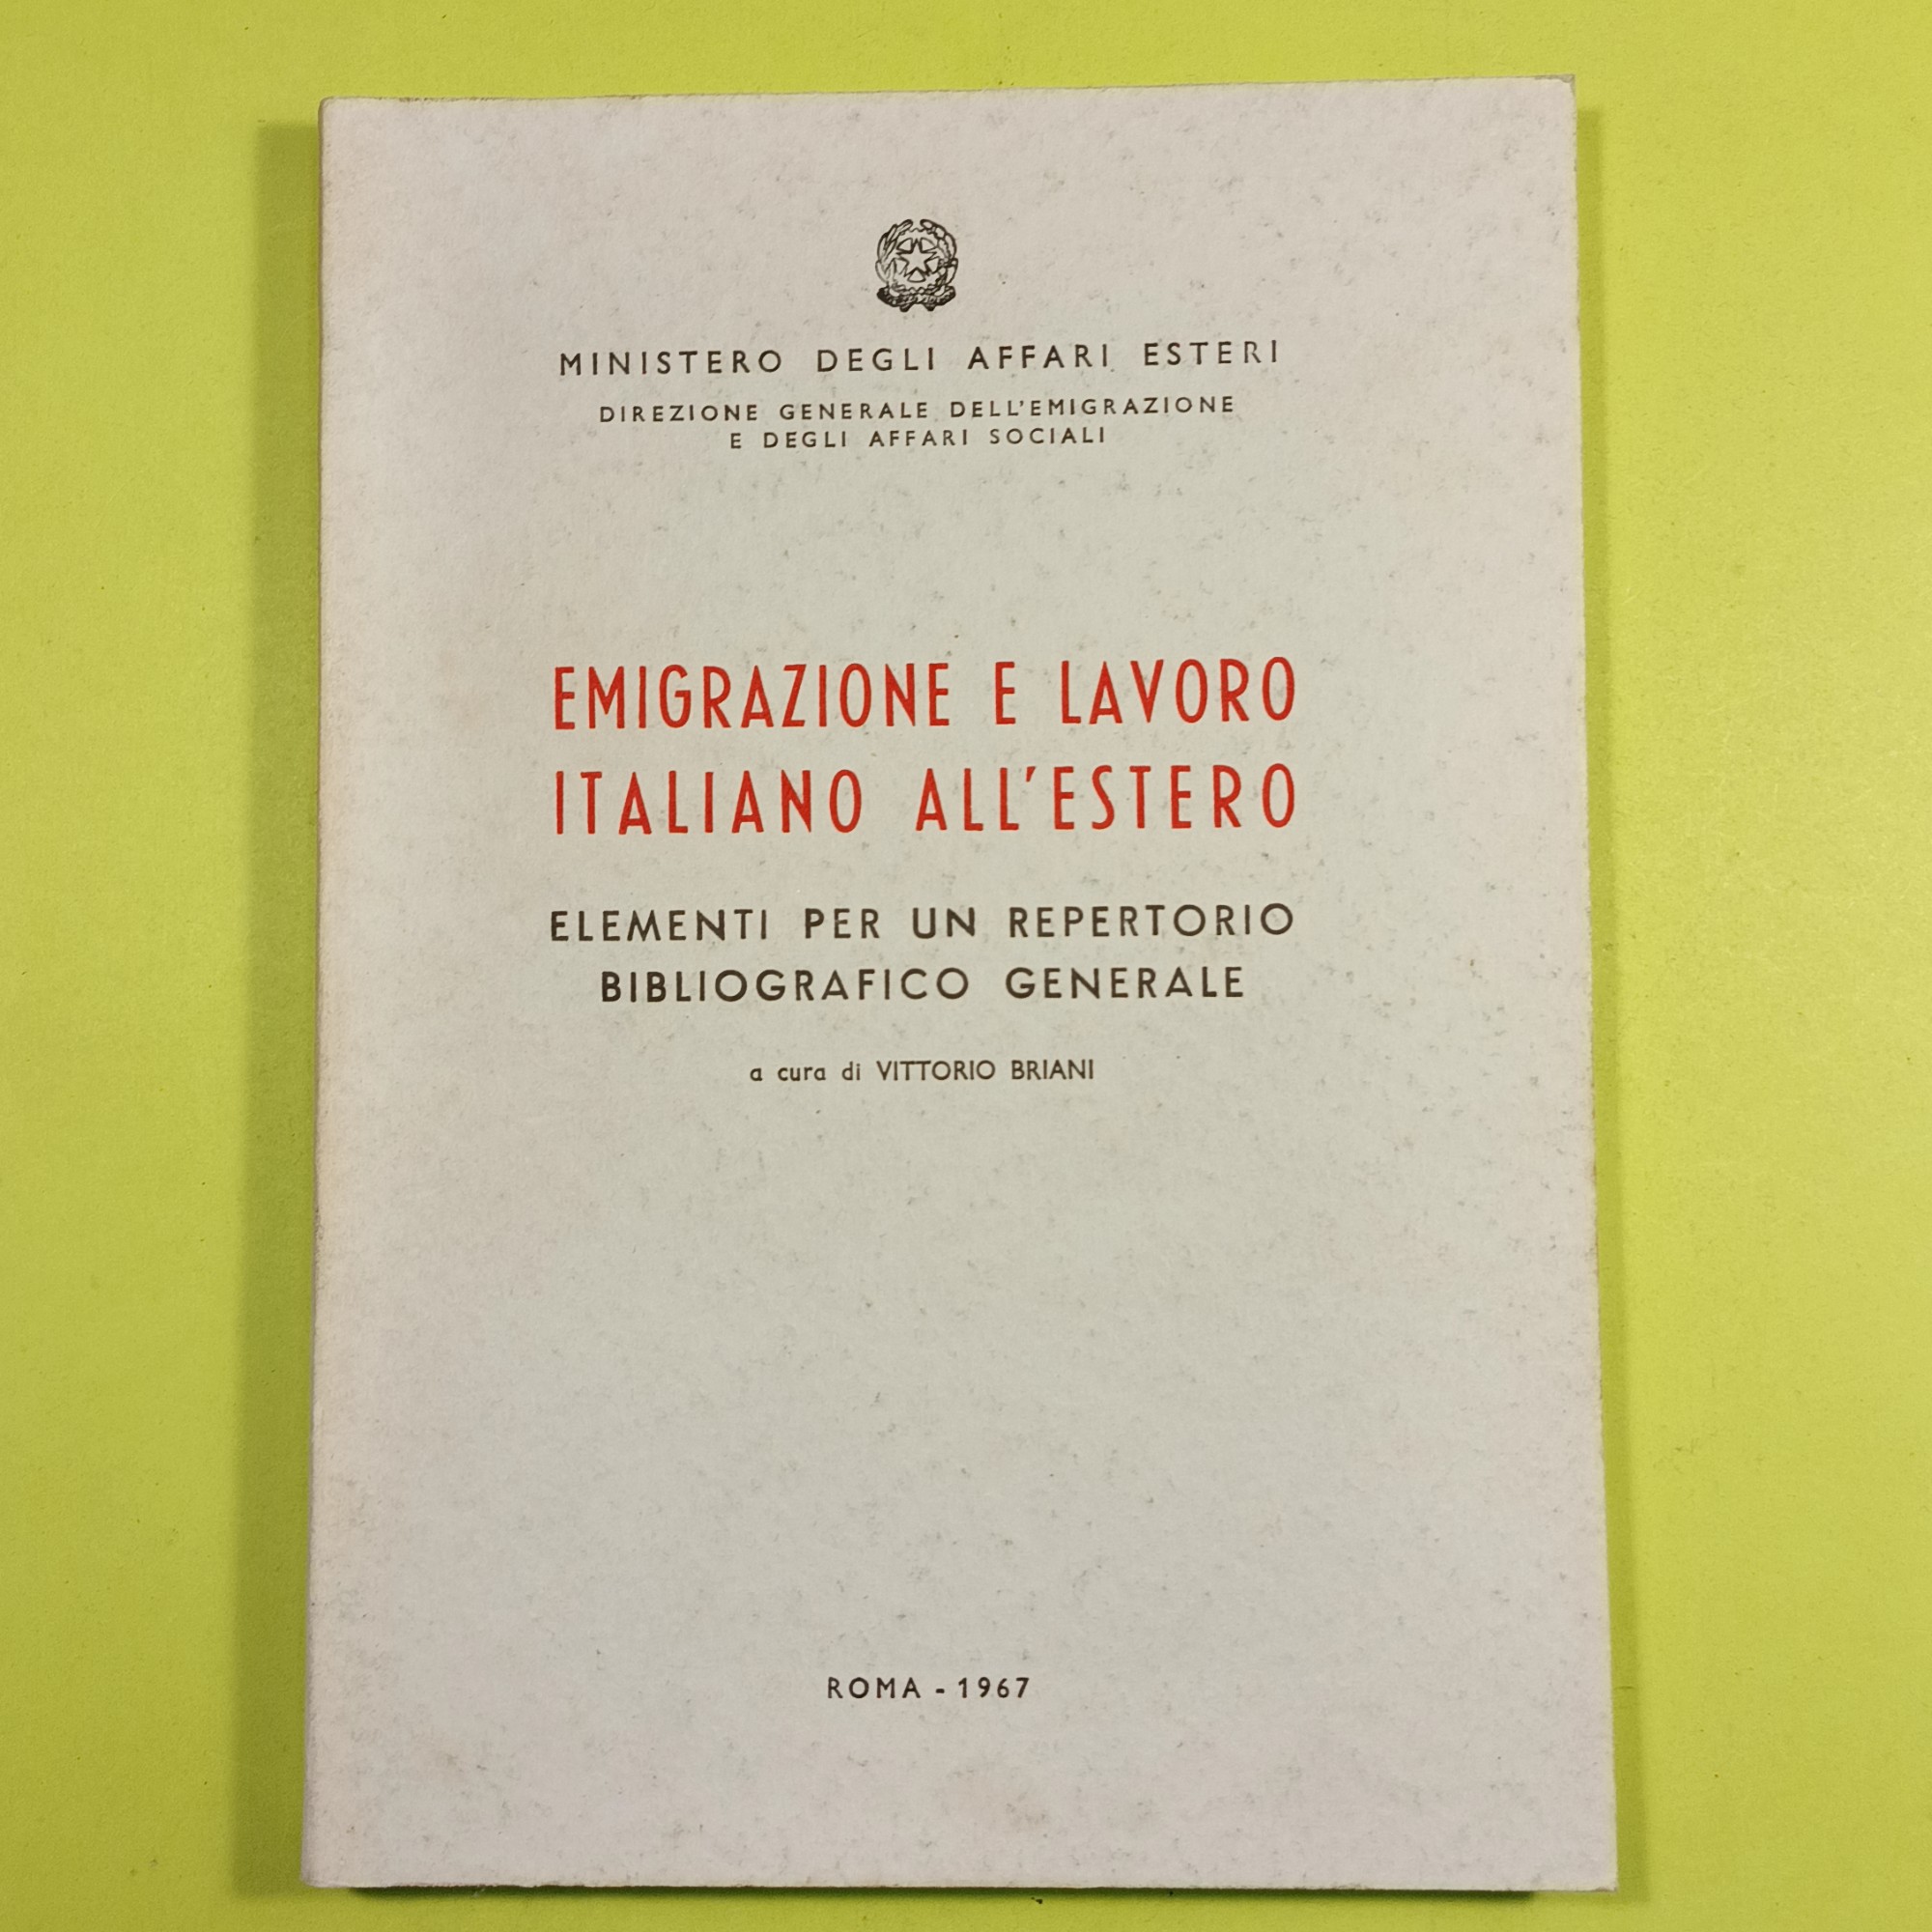 MINISTERO DEGLI AFFARI ESTERI
DIREZIONE GENERALE DELL'EMIGRAZIONE
E DEGLI AFFARI SOCIALI
EMIGRAZIONE E LAVORO
ITALIANO ALL'ESTERO
ELEMENTI PER UN REPERTORIO
BIBLIOGRAFICO GENERALE
a cura di VITTORIO BRIANI
ROMA - 1967